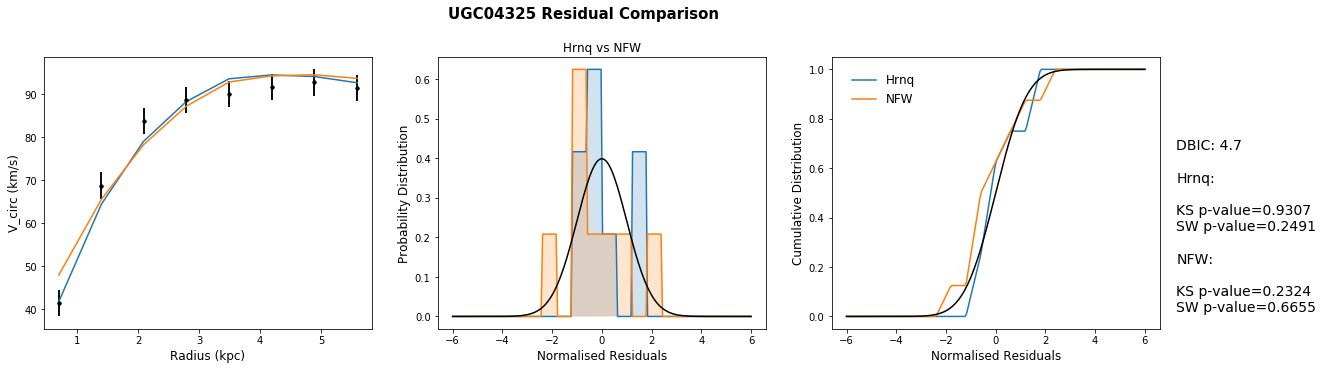 UGC04325 Residual Comparison
V_circ (km/s)
90
80
70
60
50
40
1 2 3 4 5
Radius (kpc)
Hrnq vs NFW
Probability Distribution
0.6
0.5
0.4
0.3
0.2
0.1
0.0
−6 −4 −2 0 2 4 6
Normalised Residuals
Cumulative Distribution
1.0
0.8
0.6
0.4
0.2
0.0
Hrnq
NFW
−6 −4 −2 0 2 4 6
Normalised Residuals
DBIC: 4.7
Hrnq:
KS p-value=0.9307
SW p-value=0.2491
NFW:
KS p-value=0.2324
SW p-value=0.6655